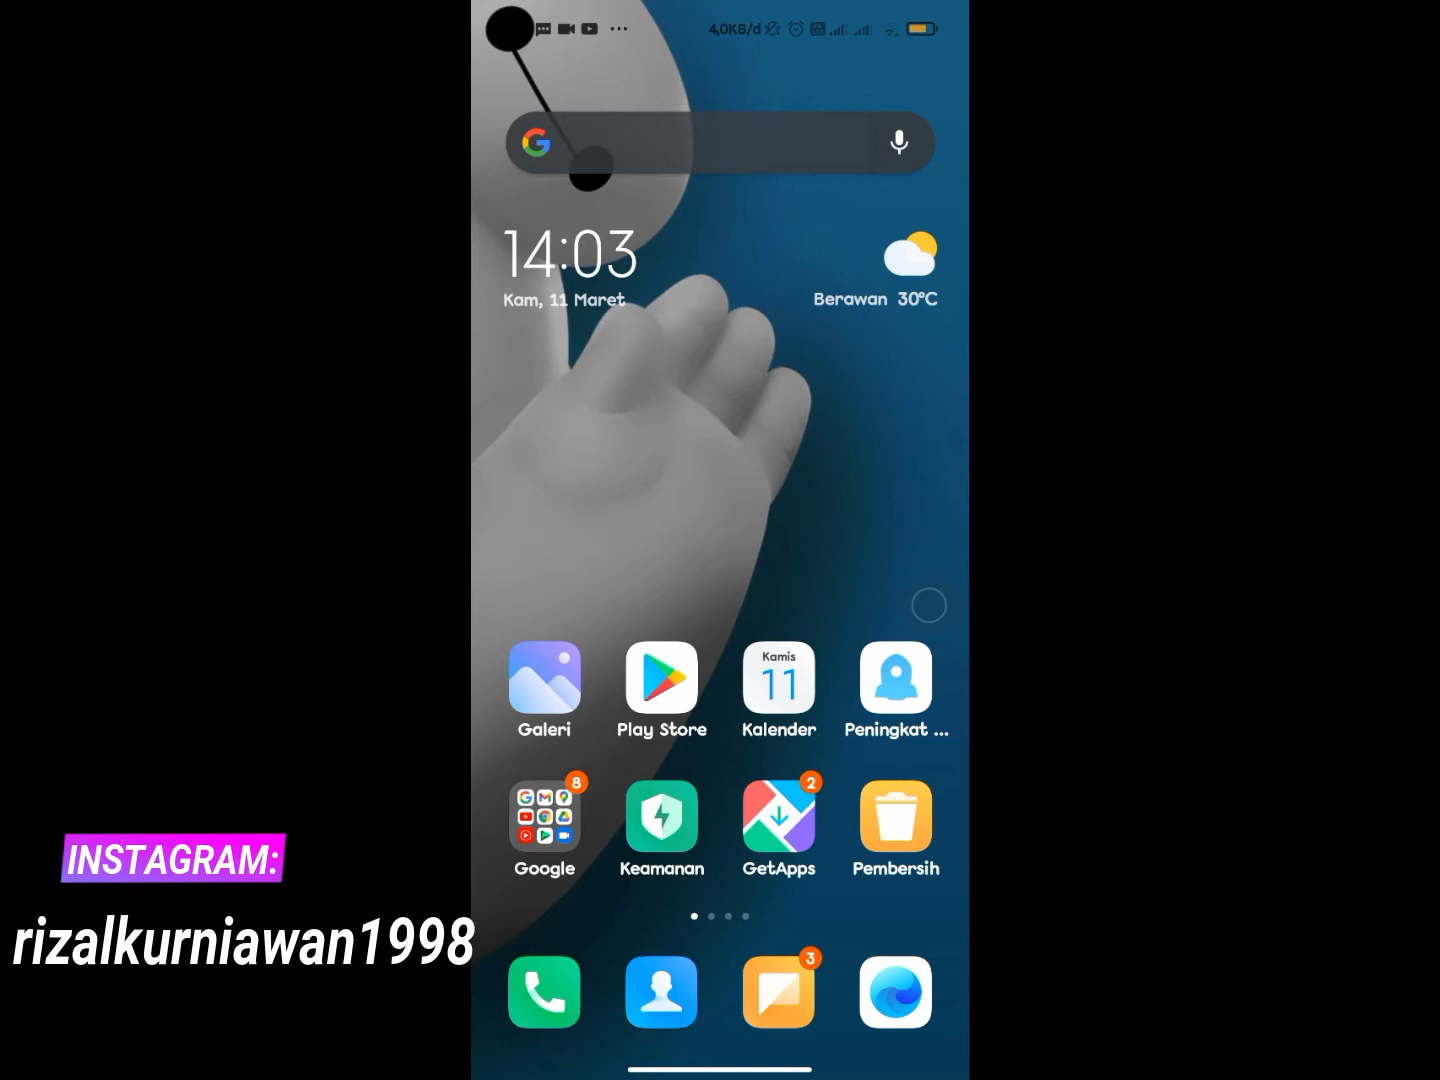 4,0KB/d
14:03
Kam, 11 Maret
Berawan 30°C
Kamis
11
Galeri
Play Store
Kalender
Peningkat ...
8
2
Google
Keamanan
GetApps
Pembersih
3
INSTAGRAM:
rizalkurniawan1998